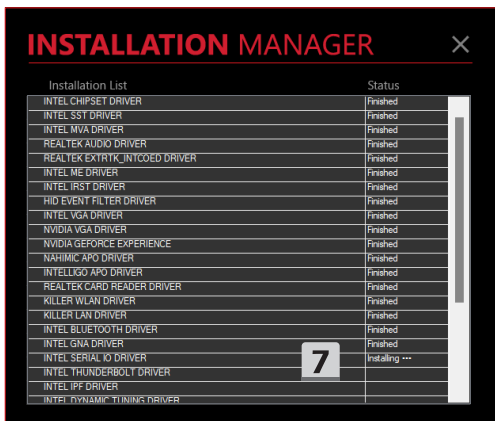 INSTALLATION MANAGER
Installation List Status
INTEL CHIPSET DRIVER Finished
INTEL SST DRIVER Finished
INTEL MVA DRIVER Finished
REALTEK AUDIO DRIVER Finished
REALTEK EXTRTK_INTCOED DRIVER Finished
INTEL ME DRIVER Finished
INTEL IRST DRIVER Finished
HID EVENT FILTER DRIVER Finished
INTEL VGA DRIVER Finished
NVIDIA VGA DRIVER Finished
NVIDIA GEFORCE EXPERIENCE Finished
NAHIMIC APO DRIVER Finished
INTELLIGO APO DRIVER Finished
REALTEK CARD READER DRIVER Finished
KILLER WLAN DRIVER Finished
KILLER LAN DRIVER Finished
INTEL BLUETOOTH DRIVER Finished
INTEL GNA DRIVER Finished
INTEL SERIAL IO DRIVER 7 Installing ---
INTEL THUNDERBOLT DRIVER
INTEL IPF DRIVER
INTEL DYNAMIC TUNING DRIVER